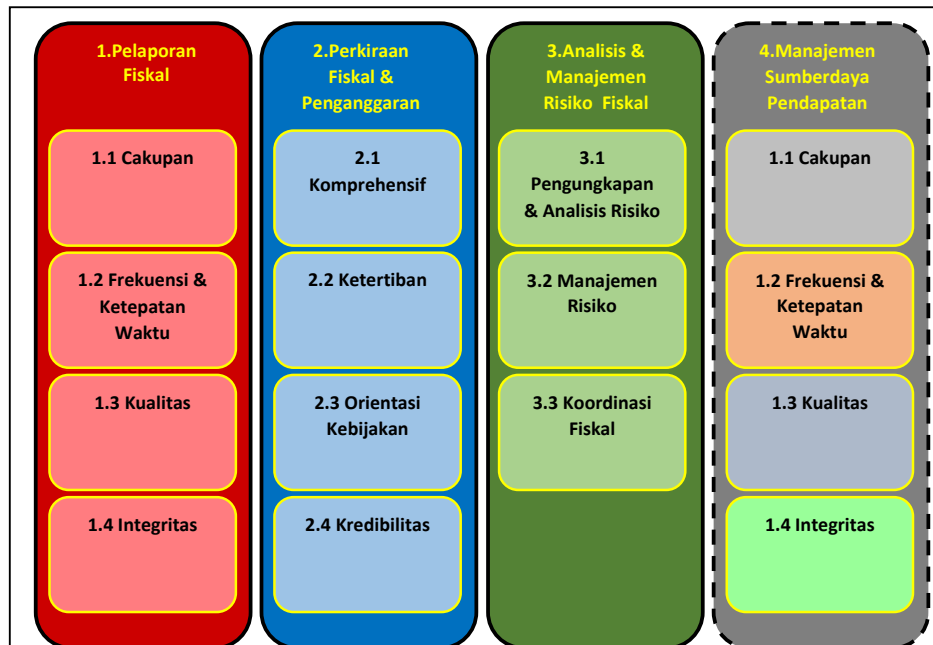 1.Pelaporan
Fiskal
1.1 Cakupan
1.2 Frekuensi &
Ketepatan
Waktu
1.3 Kualitas
1.4 Integritas
2.Perkiraan
Fiskal &
Penganggaran
2.1
Komprehensif
2.2 Ketertiban
2.3 Orientasi
Kebijakan
2.4 Kredibilitas
3.Analisis &
Manajemen
Risiko Fiskal
3.1
Pengungkapan
& Analisis Risiko
3.2 Manajemen
Risiko
3.3 Koordinasi
Fiskal
4.Manajemen
Sumberdaya
Pendapatan
1.1 Cakupan
1.2 Frekuensi &
Ketepatan
Waktu
1.3 Kualitas
1.4 Integritas